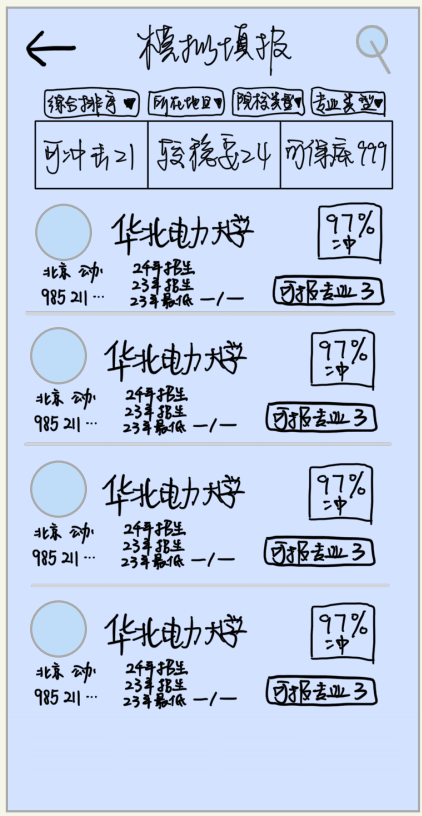 模拟填报
综合排序▼ 所在地区▼ 院校类型▼ 专业类型▼
可冲击21 较稳妥24 可保底999
华北电力大学 97%
冲
北京 公办 24年招生
23年招生
985 211 … 23年最低 —/— 可报专业 3
华北电力大学 97%
冲
北京 公办 24年招生
23年招生
985 211 … 23年最低 —/— 可报专业 3
华北电力大学 97%
冲
北京 公办 24年招生
23年招生
985 211 … 23年最低 —/— 可报专业 3
华北电力大学 97%
冲
北京 公办 24年招生
23年招生
985 211 … 23年最低 —/— 可报专业 3